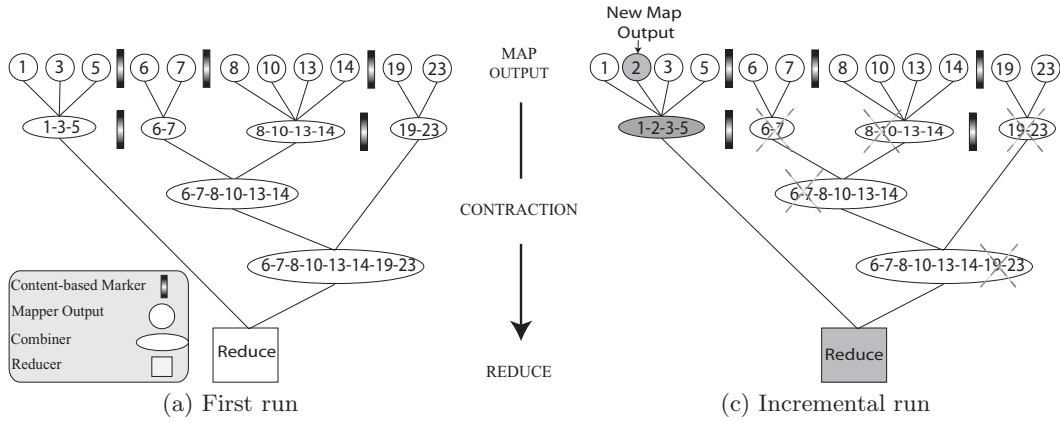 1 3 5 6 7 8 10 13 14 19 23
1-3-5 6-7 8-10-13-14 19-23
6-7-8-10-13-14
6-7-8-10-13-14-19-23
Content-based Marker
Mapper Output
Combiner
Reducer
Reduce
(a) First run
MAP
OUTPUT
CONTRACTION
REDUCE
New Map
Output
1 2 3 5 6 7 8 10 13 14 19 23
1-2-3-5 6-7 8-10-13-14 19-23
6-7-8-10-13-14
6-7-8-10-13-14-19-23
Reduce
(c) Incremental run